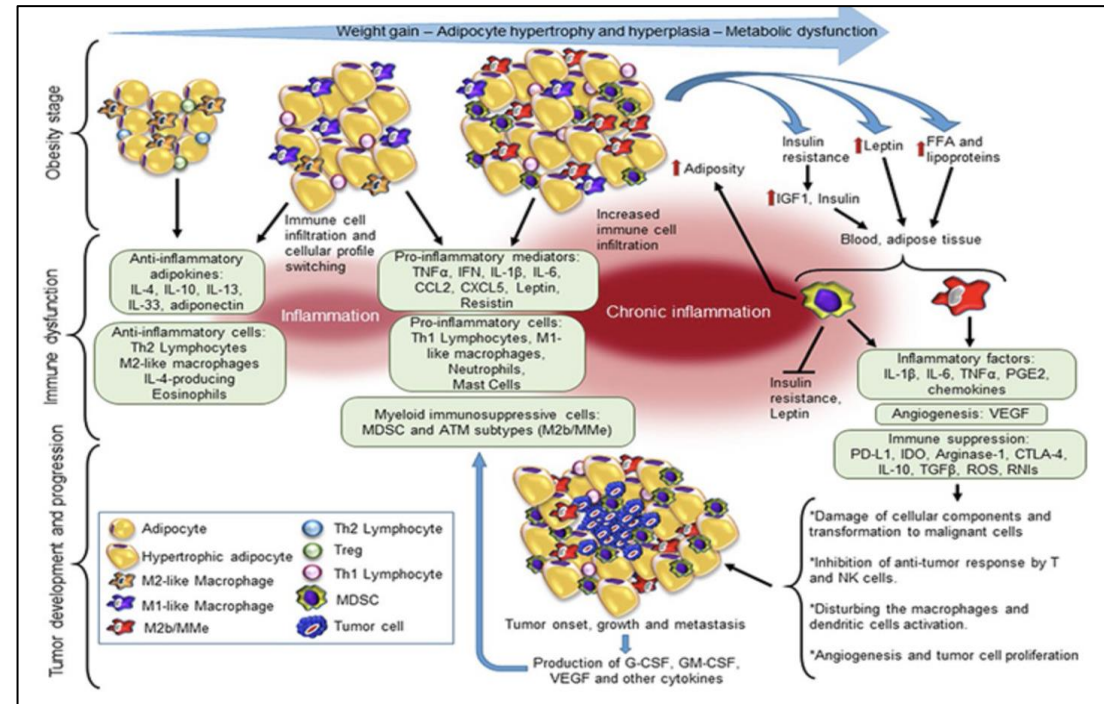 Weight gain – Adipocyte hypertrophy and hyperplasia – Metabolic dysfunction
Obesity stage
Immune cell
infiltration and
cellular profile
switching
Increased
immune cell
infiltration
Adiposity
Insulin
resistance
IGF1, Insulin
Leptin
FFA and
lipoproteins
Blood, adipose tissue
Immune dysfunction
Anti-inflammatory
adipokines:
IL-4, IL-10, IL-13,
IL-33, adiponectin
Anti-inflammatory cells:
Th2 Lymphocytes
M2-like macrophages
IL-4-producing
Eosinophils
Inflammation
Pro-inflammatory mediators:
TNFα, IFN, IL-1β, IL-6,
CCL2, CXCL5, Leptin,
Resistin
Pro-inflammatory cells:
Th1 Lymphocytes, M1-
like macrophages,
Neutrophils,
Mast Cells
Myeloid immunosuppressive cells:
MDSC and ATM subtypes (M2b/MMe)
Chronic inflammation
Insulin
resistance,
Leptin
Inflammatory factors:
IL-1β, IL-6, TNFα, PGE2,
chemokines
Angiogenesis: VEGF
Immune suppression:
PD-L1, IDO, Arginase-1, CTLA-4,
IL-10, TGFβ, ROS, RNIs
Tumor development and progression
Adipocyte
Hypertrophic adipocyte
M2-like Macrophage
M1-like Macrophage
M2b/MMe
Th2 Lymphocyte
Treg
Th1 Lymphocyte
MDSC
Tumor cell
Tumor onset, growth and metastasis
Production of G-CSF, GM-CSF,
VEGF and other cytokines
*Damage of cellular components and
transformation to malignant cells
*Inhibition of anti-tumor response by T
and NK cells.
*Disturbing the macrophages and
dendritic cells activation.
*Angiogenesis and tumor cell proliferation